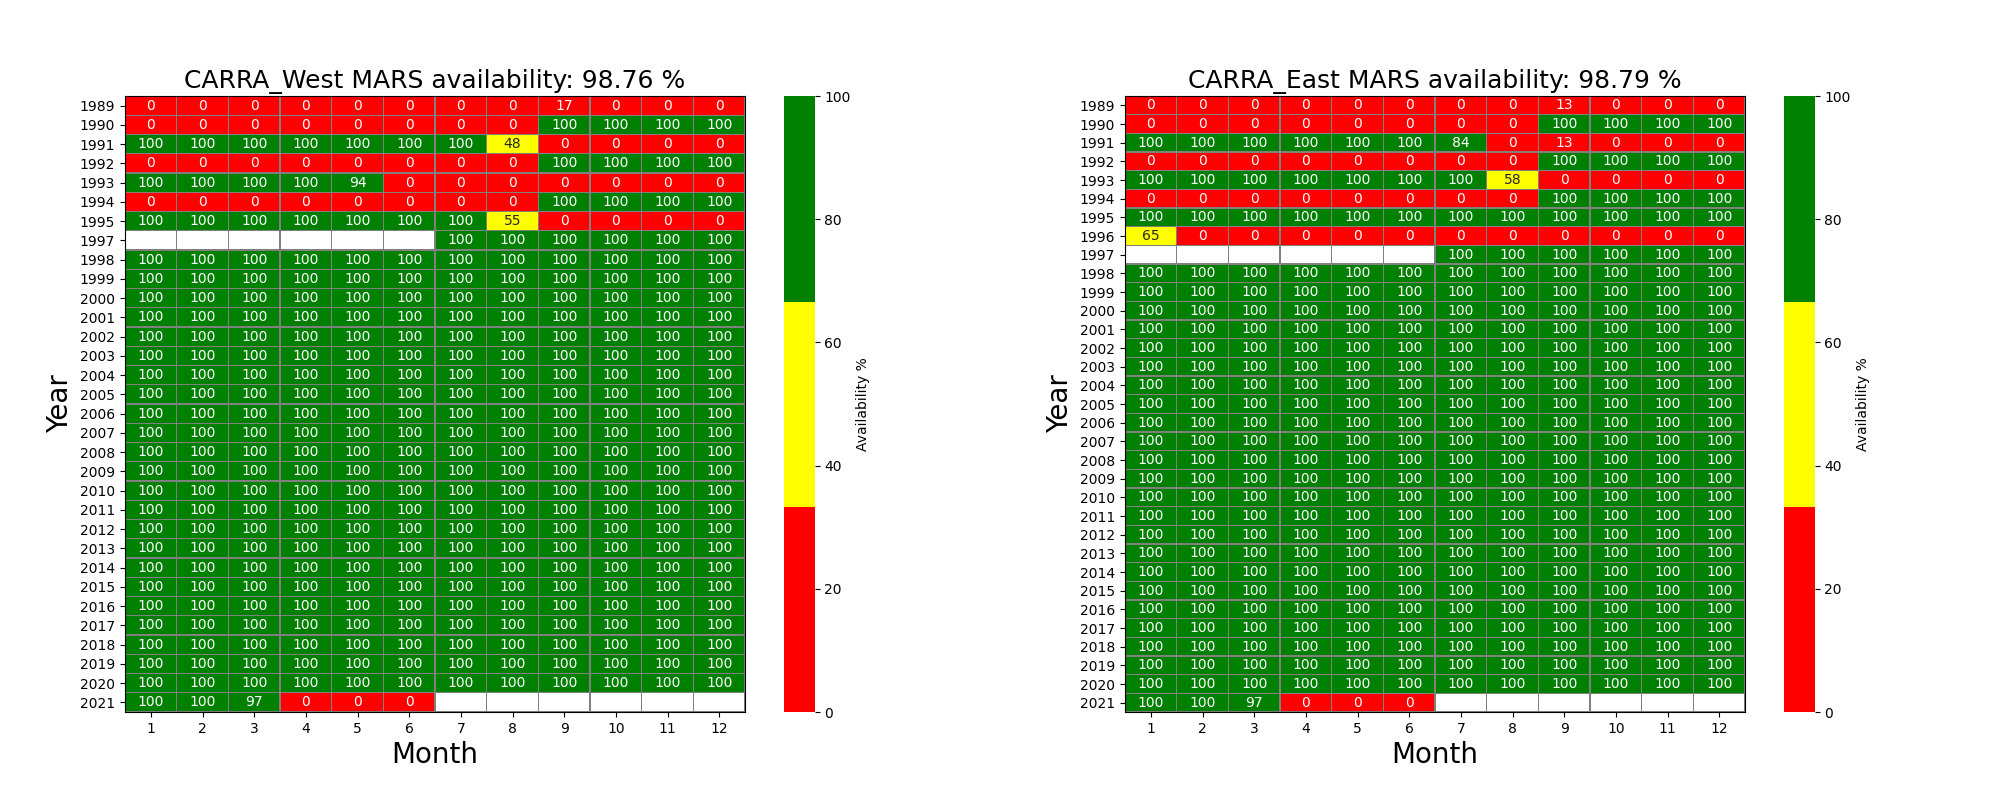 CARRA_West MARS availability: 98.76 %
1989 0 0 0 0 0 0 0 0 17 0 0 0
1990 0 0 0 0 0 0 0 0 100 100 100 100
1991 100 100 100 100 100 100 100 48 0 0 0 0
1992 0 0 0 0 0 0 0 0 100 100 100 100
1993 100 100 100 100 94 0 0 0 0 0 0 0
1994 0 0 0 0 0 0 0 0 100 100 100 100
1995 100 100 100 100 100 100 100 55 0 0 0 0
1997 100 100 100 100 100 100
1998 100 100 100 100 100 100 100 100 100 100 100 100
1999 100 100 100 100 100 100 100 100 100 100 100 100
2000 100 100 100 100 100 100 100 100 100 100 100 100
2001 100 100 100 100 100 100 100 100 100 100 100 100
2002 100 100 100 100 100 100 100 100 100 100 100 100
2003 100 100 100 100 100 100 100 100 100 100 100 100
2004 100 100 100 100 100 100 100 100 100 100 100 100
2005 100 100 100 100 100 100 100 100 100 100 100 100
2006 100 100 100 100 100 100 100 100 100 100 100 100
2007 100 100 100 100 100 100 100 100 100 100 100 100
2008 100 100 100 100 100 100 100 100 100 100 100 100
2009 100 100 100 100 100 100 100 100 100 100 100 100
2010 100 100 100 100 100 100 100 100 100 100 100 100
2011 100 100 100 100 100 100 100 100 100 100 100 100
2012 100 100 100 100 100 100 100 100 100 100 100 100
2013 100 100 100 100 100 100 100 100 100 100 100 100
2014 100 100 100 100 100 100 100 100 100 100 100 100
2015 100 100 100 100 100 100 100 100 100 100 100 100
2016 100 100 100 100 100 100 100 100 100 100 100 100
2017 100 100 100 100 100 100 100 100 100 100 100 100
2018 100 100 100 100 100 100 100 100 100 100 100 100
2019 100 100 100 100 100 100 100 100 100 100 100 100
2020 100 100 100 100 100 100 100 100 100 100 100 100
2021 100 100 97 0 0 0
1 2 3 4 5 6 7 8 9 10 11 12
Month
Year
100
80
60
40
20
0
Availability %
CARRA_East MARS availability: 98.79 %
1989 0 0 0 0 0 0 0 0 13 0 0 0
1990 0 0 0 0 0 0 0 0 100 100 100 100
1991 100 100 100 100 100 100 84 0 13 0 0 0
1992 0 0 0 0 0 0 0 0 100 100 100 100
1993 100 100 100 100 100 100 100 58 0 0 0 0
1994 0 0 0 0 0 0 0 0 100 100 100 100
1995 100 100 100 100 100 100 100 100 100 100 100 100
1996 65 0 0 0 0 0 0 0 0 0 0 0
1997 100 100 100 100 100 100
1998 100 100 100 100 100 100 100 100 100 100 100 100
1999 100 100 100 100 100 100 100 100 100 100 100 100
2000 100 100 100 100 100 100 100 100 100 100 100 100
2001 100 100 100 100 100 100 100 100 100 100 100 100
2002 100 100 100 100 100 100 100 100 100 100 100 100
2003 100 100 100 100 100 100 100 100 100 100 100 100
2004 100 100 100 100 100 100 100 100 100 100 100 100
2005 100 100 100 100 100 100 100 100 100 100 100 100
2006 100 100 100 100 100 100 100 100 100 100 100 100
2007 100 100 100 100 100 100 100 100 100 100 100 100
2008 100 100 100 100 100 100 100 100 100 100 100 100
2009 100 100 100 100 100 100 100 100 100 100 100 100
2010 100 100 100 100 100 100 100 100 100 100 100 100
2011 100 100 100 100 100 100 100 100 100 100 100 100
2012 100 100 100 100 100 100 100 100 100 100 100 100
2013 100 100 100 100 100 100 100 100 100 100 100 100
2014 100 100 100 100 100 100 100 100 100 100 100 100
2015 100 100 100 100 100 100 100 100 100 100 100 100
2016 100 100 100 100 100 100 100 100 100 100 100 100
2017 100 100 100 100 100 100 100 100 100 100 100 100
2018 100 100 100 100 100 100 100 100 100 100 100 100
2019 100 100 100 100 100 100 100 100 100 100 100 100
2020 100 100 100 100 100 100 100 100 100 100 100 100
2021 100 100 97 0 0 0
1 2 3 4 5 6 7 8 9 10 11 12
Month
Year
100
80
60
40
20
0
Availability %